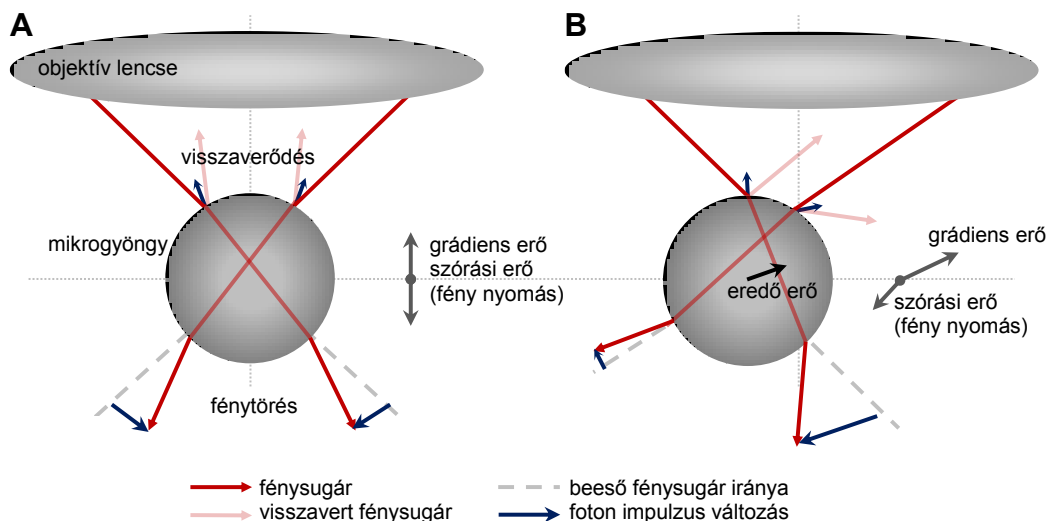 A
objektív lencse
visszaverődés
mikrogyöngy
grádiens erő
szórási erő
(fény nyomás)
fénytörés
B
grádiens erő
eredő erő
szórási erő
(fény nyomás)
fénysugár
visszavert fénysugár
beeső fénysugár iránya
foton impulzus változás